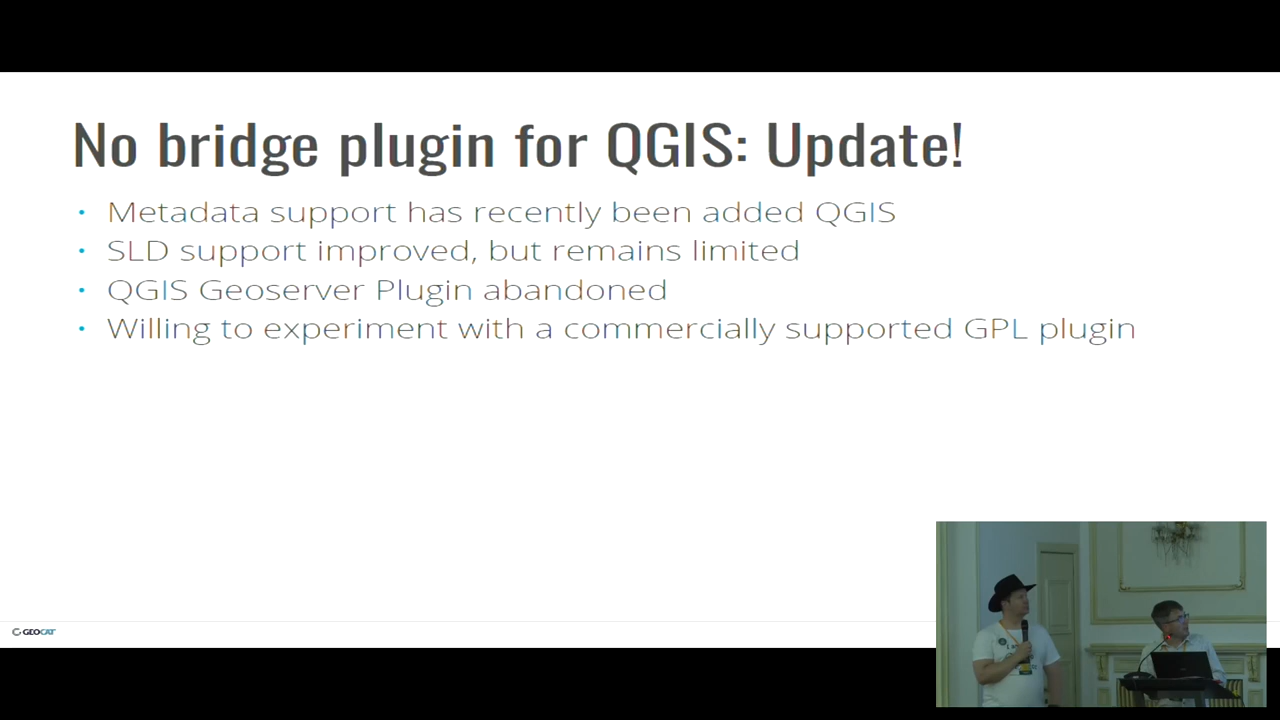 No bridge plugin for QGIS: Update!
• Metadata support has recently been added QGIS
• SLD support improved, but remains limited
• QGIS Geoserver Plugin abandoned
• Willing to experiment with a commercially supported GPL plugin
GEOCAT